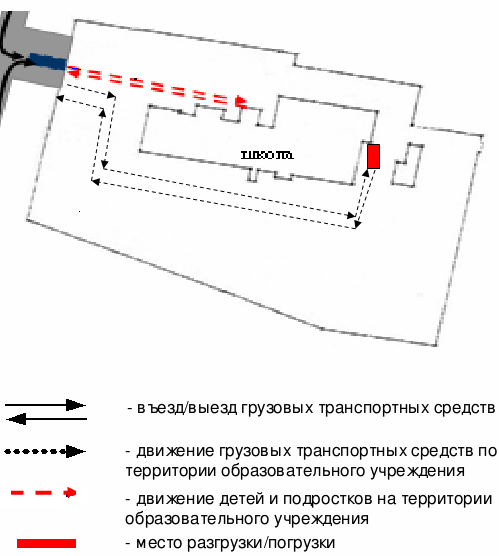 школа
- въезд/выезд грузовых транспортных средств
- движение грузовых транспортных средств по
территории образовательного учреждения
- движение детей и подростков на территории
образовательного учреждения
- место разгрузки/погрузки